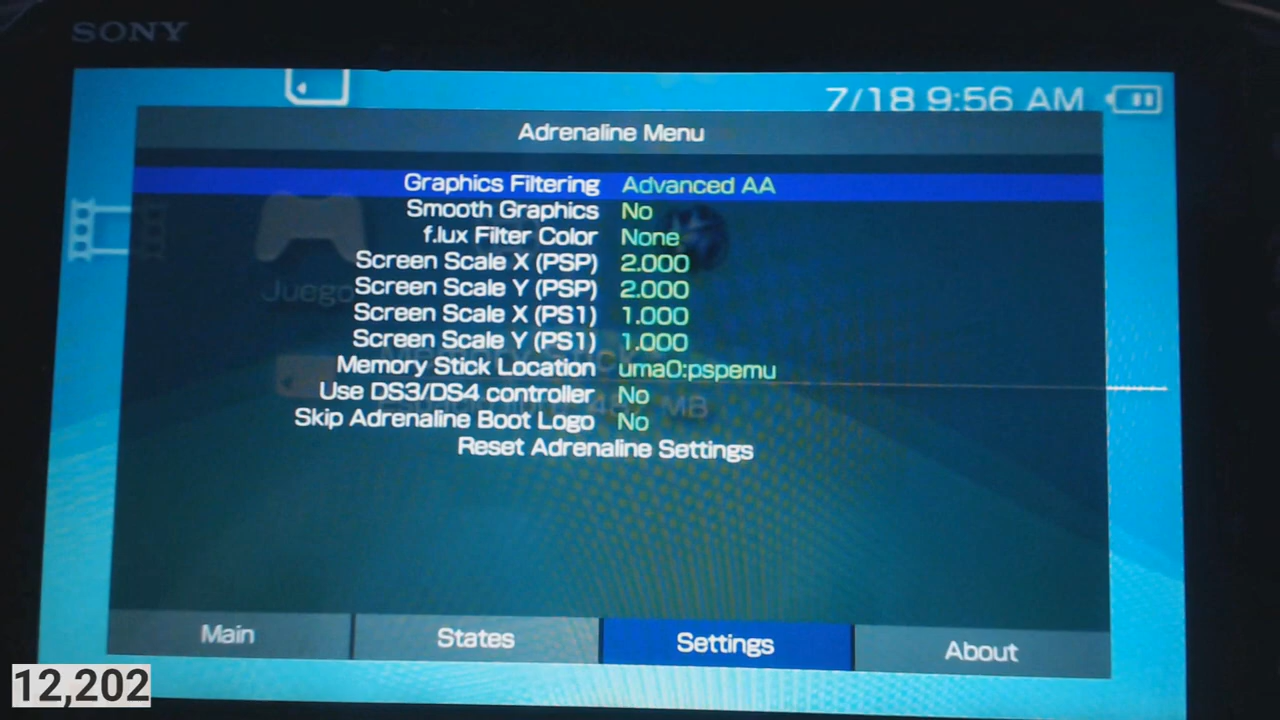 SONY
7/18 9:56 AM
Adrenaline Menu
Graphics Filtering Advanced AA
Smooth Graphics No
f.lux Filter Color None
Screen Scale X (PSP) 2.000
Screen Scale Y (PSP) 2.000
Juego
Screen Scale X (PS1) 1.000
Screen Scale Y (PS1) 1.000
Memory Stick Location uma0:pspemu
Use DS3/DS4 controller No
MB
Skip Adrenaline Boot Logo No
Reset Adrenaline Settings
Main States Settings About
12,202